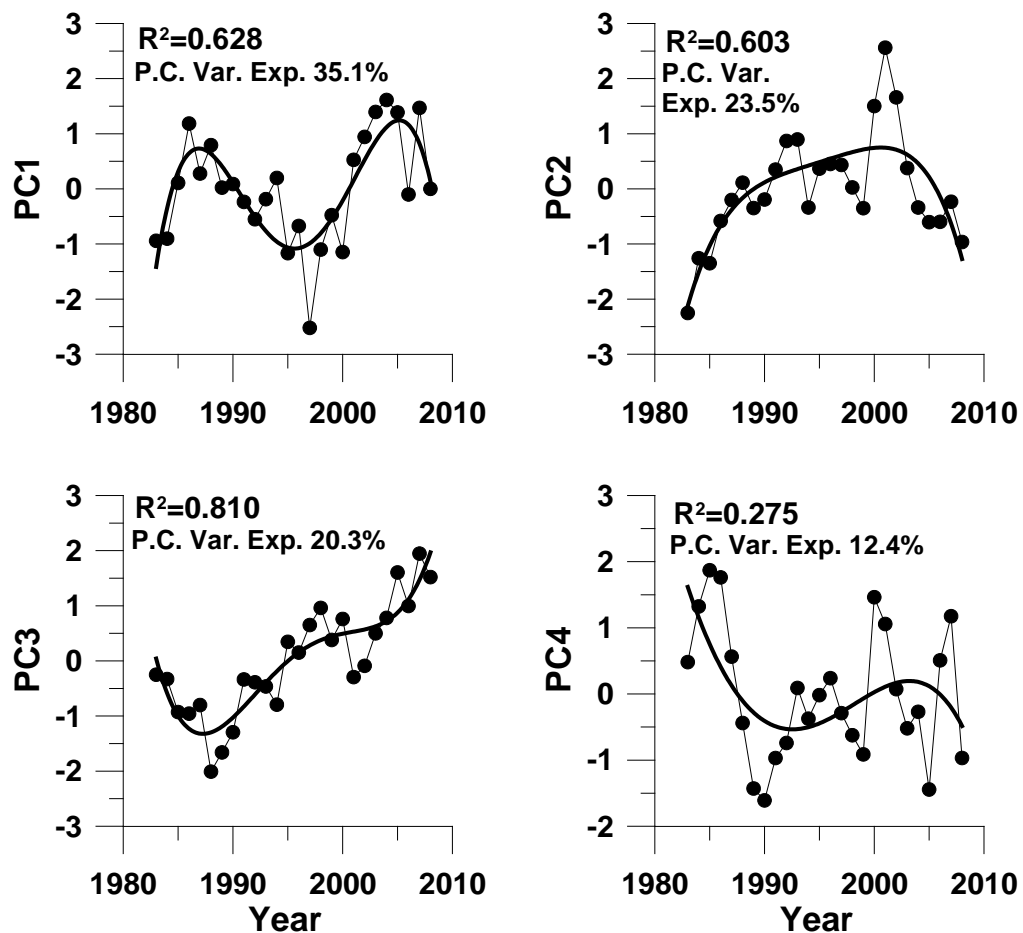 3
2
1
0
-1
-2
-3
PC1
R²=0.628
P.C. Var. Exp. 35.1%
1980 1990 2000 2010
3
2
1
0
-1
-2
-3
PC2
R²=0.603
P.C. Var.
Exp. 23.5%
1980 1990 2000 2010
3
2
1
0
-1
-2
-3
PC3
R²=0.810
P.C. Var. Exp. 20.3%
1980 1990 2000 2010
Year
3
2
1
0
-1
-2
PC4
R²=0.275
P.C. Var. Exp. 12.4%
1980 1990 2000 2010
Year